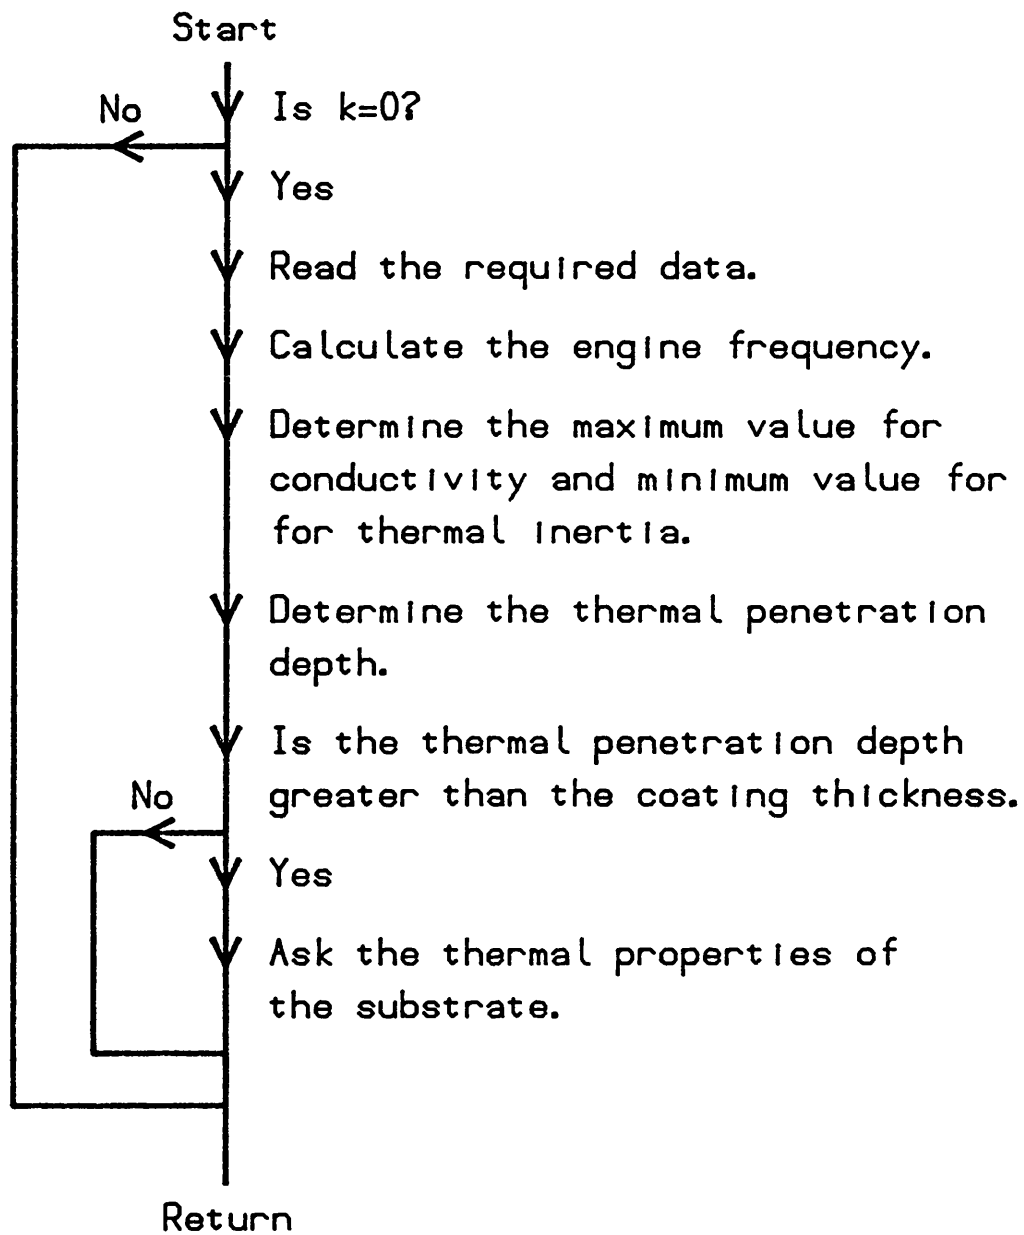 Start
No
Is k=0?
Yes
Read the required data.
Calculate the engine frequency.
Determine the maximum value for
conductivity and minimum value for
for thermal inertia.
Determine the thermal penetration
depth.
Is the thermal penetration depth
No
greater than the coating thickness.
Yes
Ask the thermal properties of
the substrate.
Return